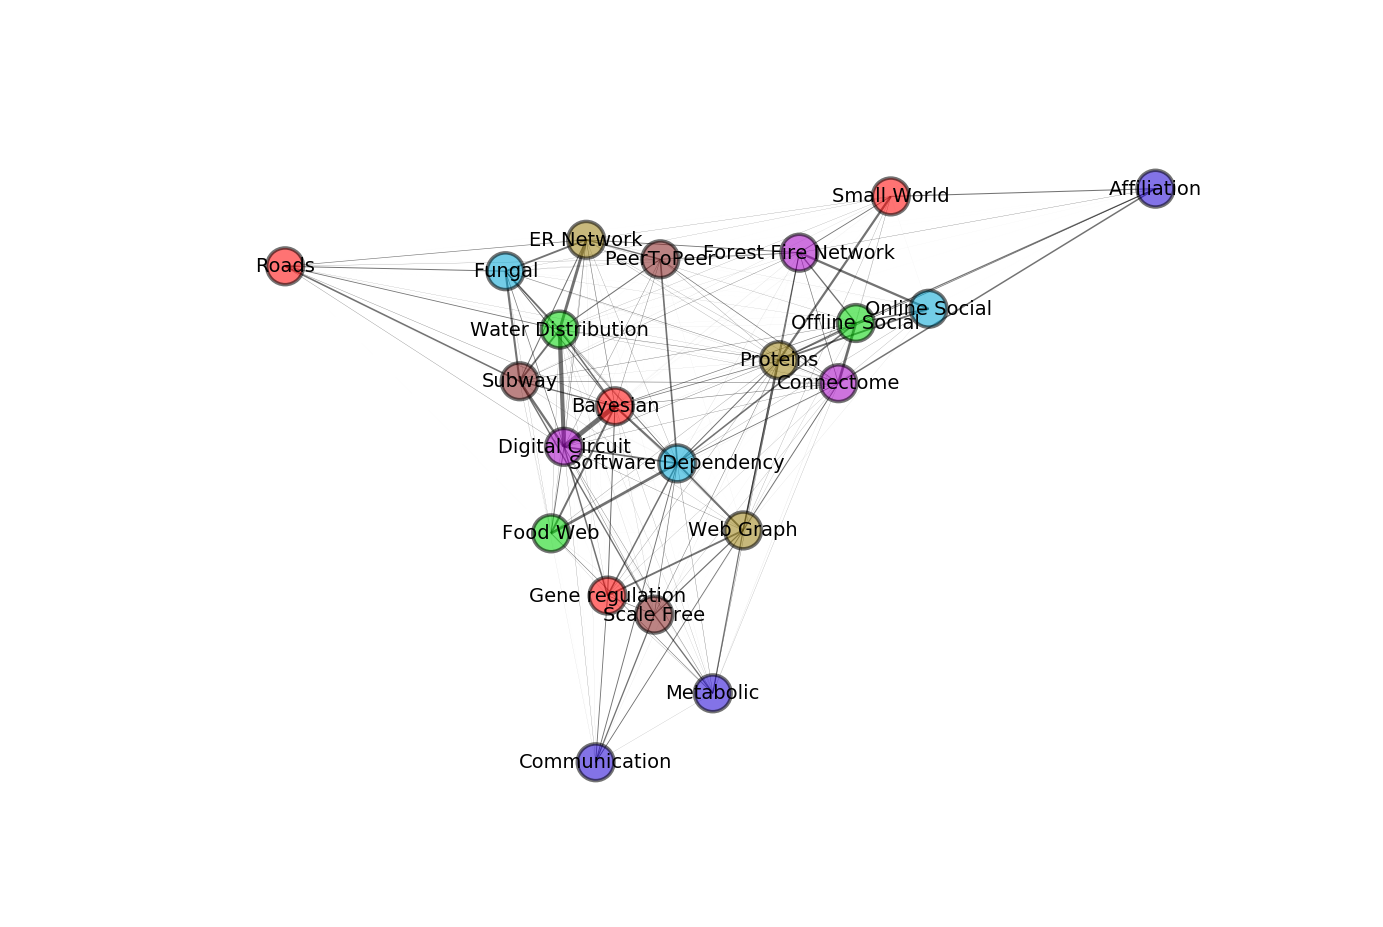 Affiliation
Small World
ER Network
Forest Fire Network
PeerToPeer
Roads
Fungal
Online Social
Offline Social
Water Distribution
Proteins
Subway
Connectome
Bayesian
Digital Circuit
Software Dependency
Web Graph
Food Web
Gene regulation
Scale Free
Metabolic
Communication